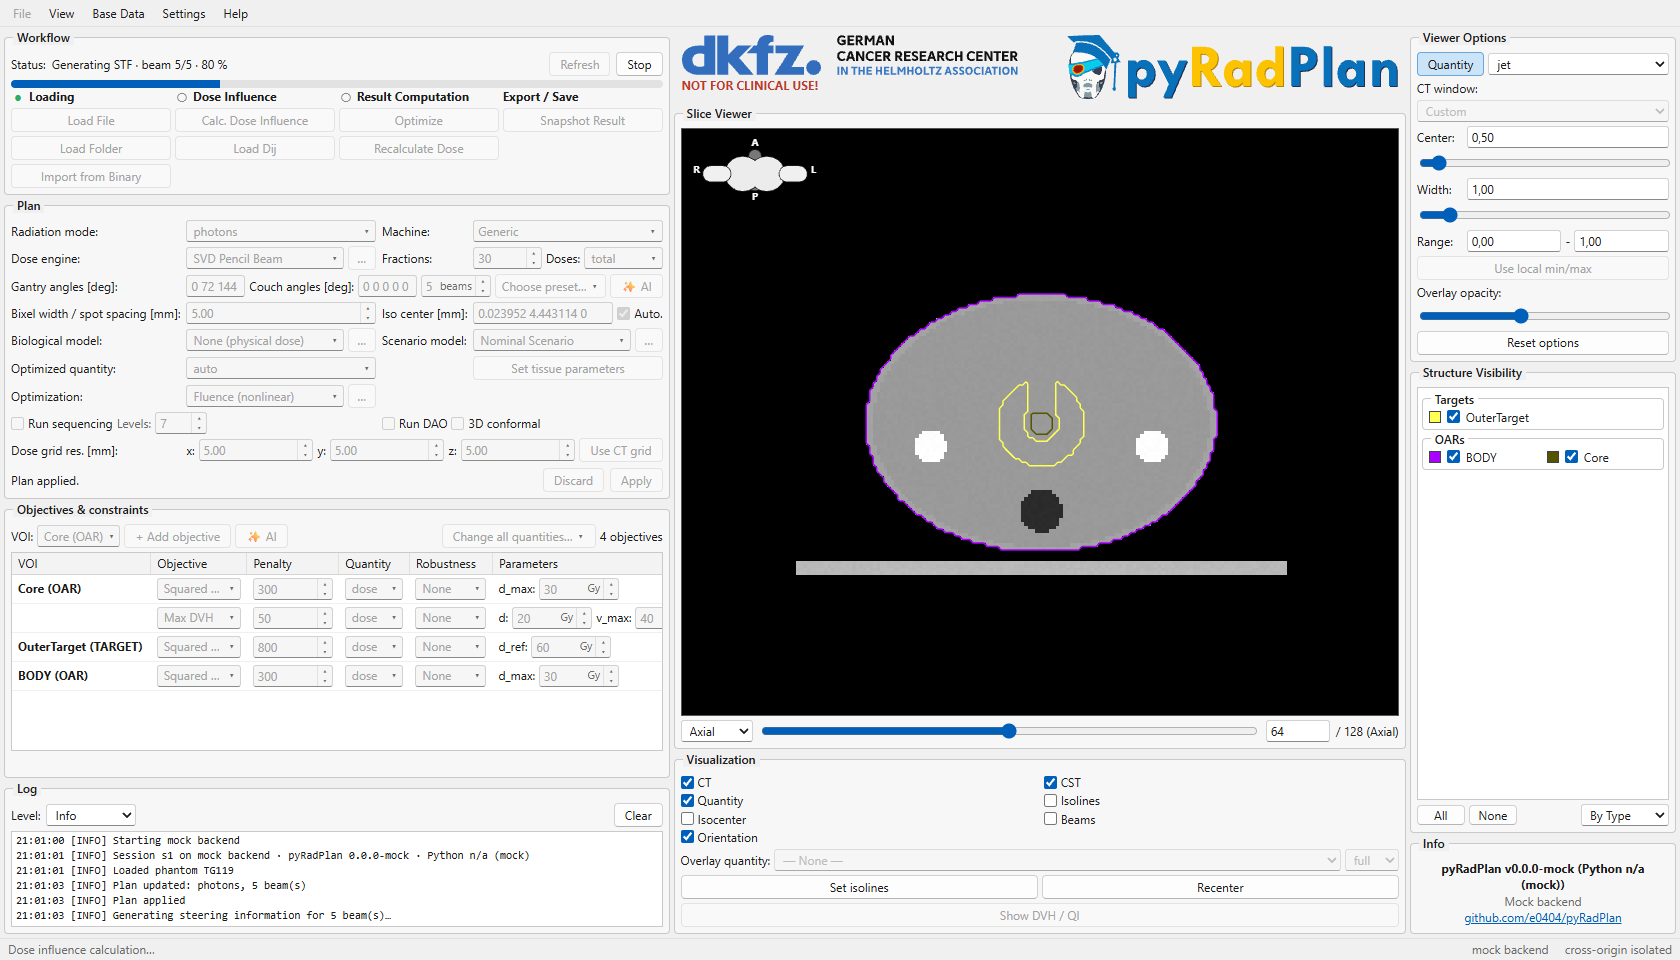 File View Base Data Settings Help
Workflow
Status: Generating STF · beam 5/5 · 80 %
Refresh Stop
Loading Dose Influence Result Computation Export / Save
Load File Calc. Dose Influence Optimize Snapshot Result
Load Folder Load Dij Recalculate Dose
Import from Binary
Plan
Radiation mode: photons Machine: Generic
Dose engine: SVD Pencil Beam ... Fractions: 30 Doses: total
Gantry angles [deg]: 0 72 144 Couch angles [deg]: 0 0 0 0 0 5 beams Choose preset... AI
Bixel width / spot spacing [mm]: 5.00 Iso center [mm]: 0.023952 4.443114 0 Auto.
Biological model: None (physical dose) ... Scenario model: Nominal Scenario ...
Optimized quantity: auto Set tissue parameters
Optimization: Fluence (nonlinear) ...
Run sequencing Levels: 7 Run DAO 3D conformal
Dose grid res. [mm]: x: 5.00 y: 5.00 z: 5.00 Use CT grid
Plan applied. Discard Apply
Objectives & constraints
VOI: Core (OAR) + Add objective AI Change all quantities... 4 objectives
VOI Objective Penalty Quantity Robustness Parameters
Core (OAR) Squared ... 300 dose None d_max: 30 Gy
Max DVH 50 dose None d: 20 Gy v_max: 40
OuterTarget (TARGET) Squared ... 800 dose None d_ref: 60 Gy
BODY (OAR) Squared ... 300 dose None d_max: 30 Gy
Log
Level: Info Clear
21:01:00 [INFO] Starting mock backend
21:01:01 [INFO] Session s1 on mock backend · pyRadPlan 0.0.0-mock · Python n/a (mock)
21:01:01 [INFO] Loaded phantom TG119
21:01:03 [INFO] Plan updated: photons, 5 beam(s)
21:01:03 [INFO] Plan applied
21:01:03 [INFO] Generating steering information for 5 beam(s)…
dkfz.
GERMAN
CANCER RESEARCH CENTER
IN THE HELMHOLTZ ASSOCIATION
NOT FOR CLINICAL USE!
pyRadPlan
Slice Viewer
A
R L
P
Axial 64 / 128 (Axial)
Visualization
CT CST
Quantity Isolines
Isocenter Beams
Orientation
Overlay quantity: — None — full
Set isolines Recenter
Show DVH / QI
Viewer Options
Quantity jet
CT window:
Custom
Center: 0,50
Width: 1,00
Range: 0,00 - 1,00
Use local min/max
Overlay opacity:
Reset options
Structure Visibility
Targets
OuterTarget
OARs
BODY Core
All None By Type
Info
pyRadPlan v0.0.0-mock (Python n/a
(mock))
Mock backend
github.com/e0404/pyRadPlan
Dose influence calculation... mock backend cross-origin isolated